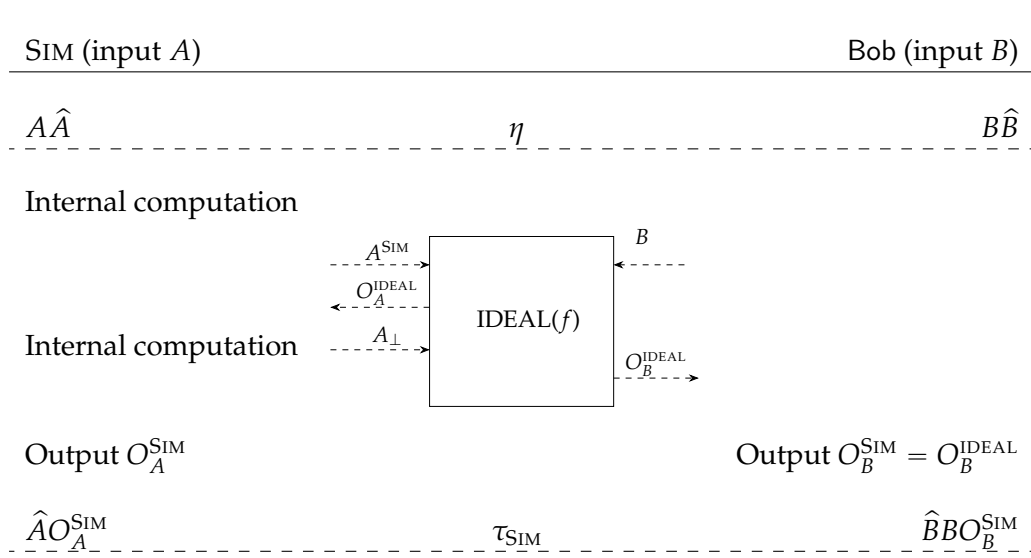 SIM (input A) Bob (input B)
AÂ η BB̂
Internal computation
A^SIM B
O_A^IDEAL
IDEAL(f)
Internal computation A_⊥
O_B^IDEAL
Output O_A^SIM Output O_B^SIM = O_B^IDEAL
ÂO_A^SIM τ_SIM B̂BO_B^SIM